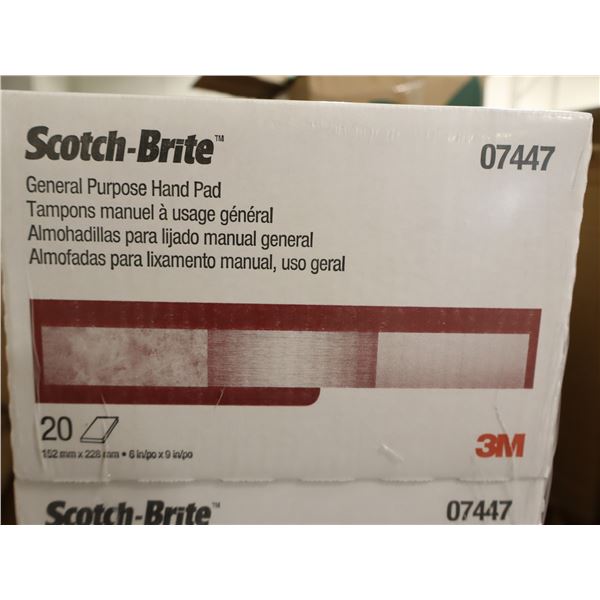 Scotch-Brite™ 07447
General Purpose Hand Pad
Tampons manuel à usage général
Almohadillas para lijado manual general
Almofadas para lixamento manual, uso geral
20
152 mm x 228 mm • 6 in/po x 9 in/po
3M
Scotch-Brite™ 07447